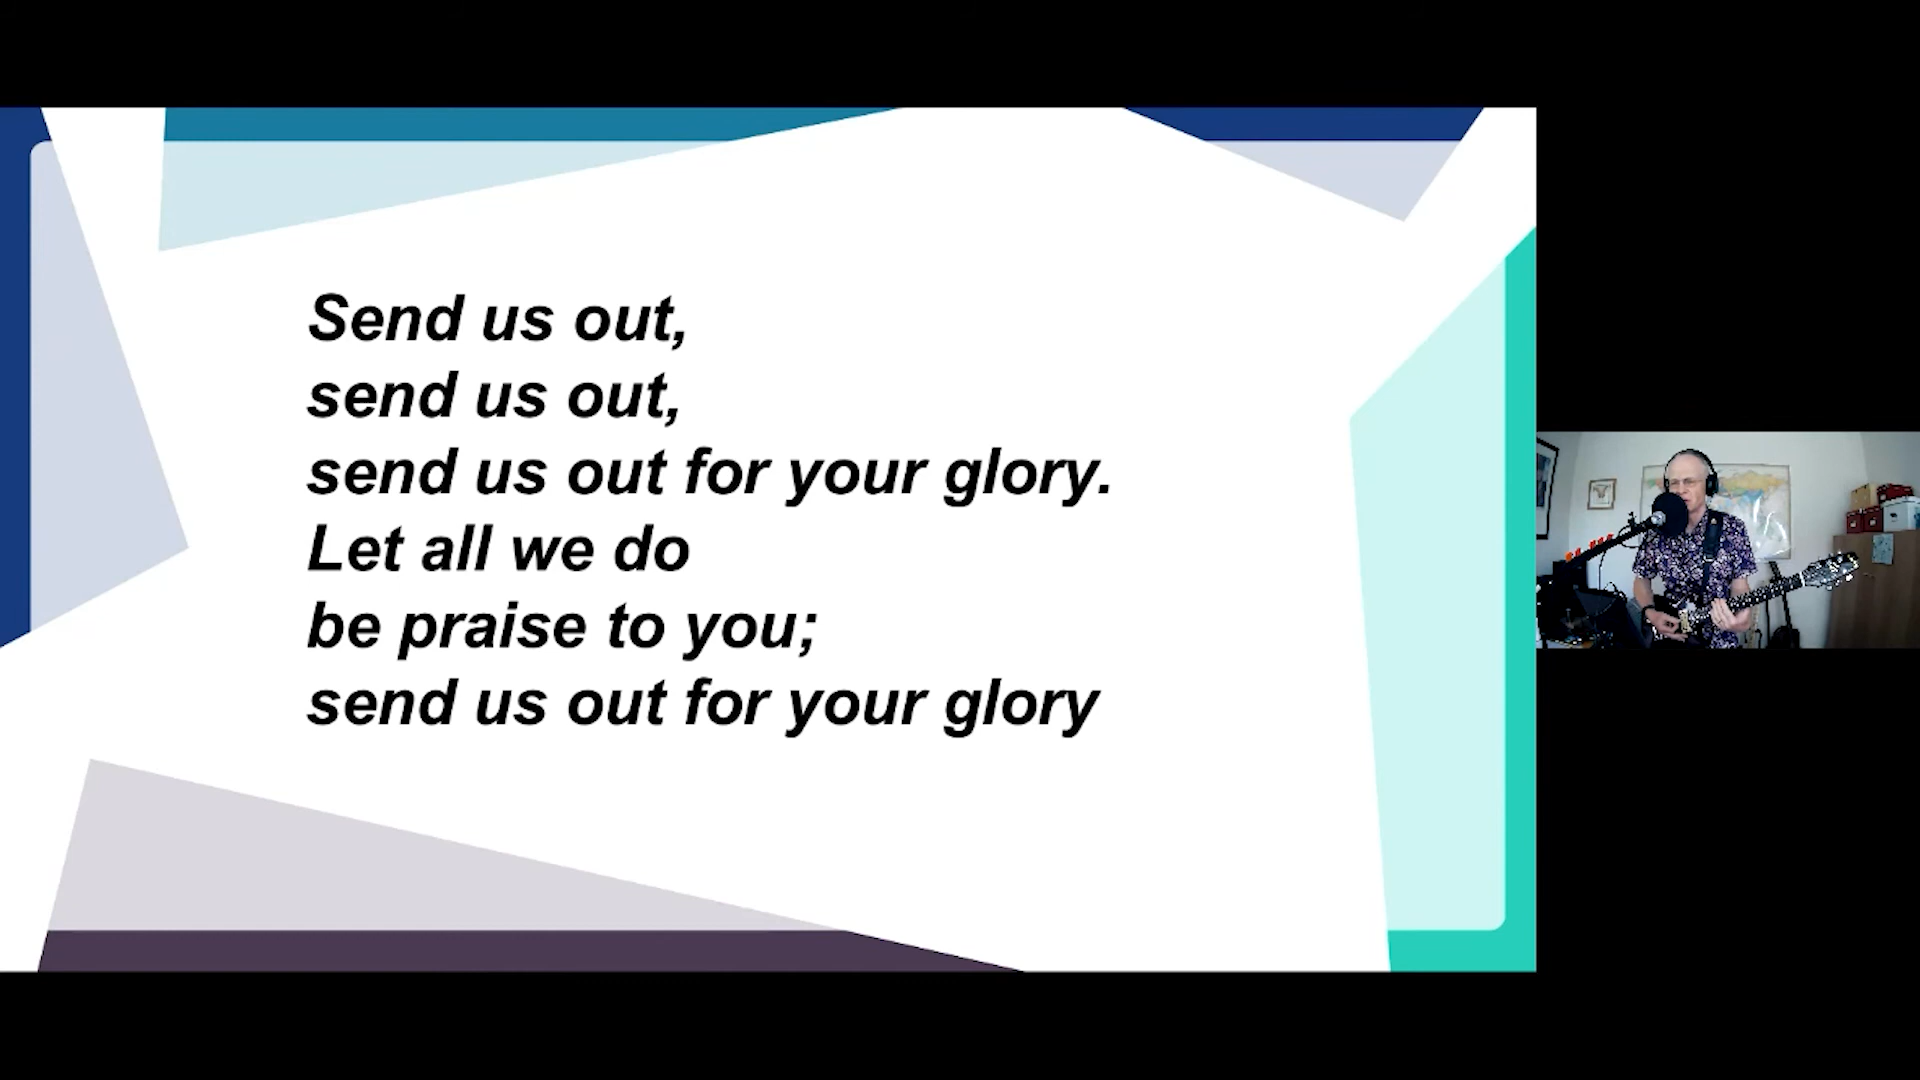 Send us out,
send us out,
send us out for your glory.
Let all we do
be praise to you;
send us out for your glory